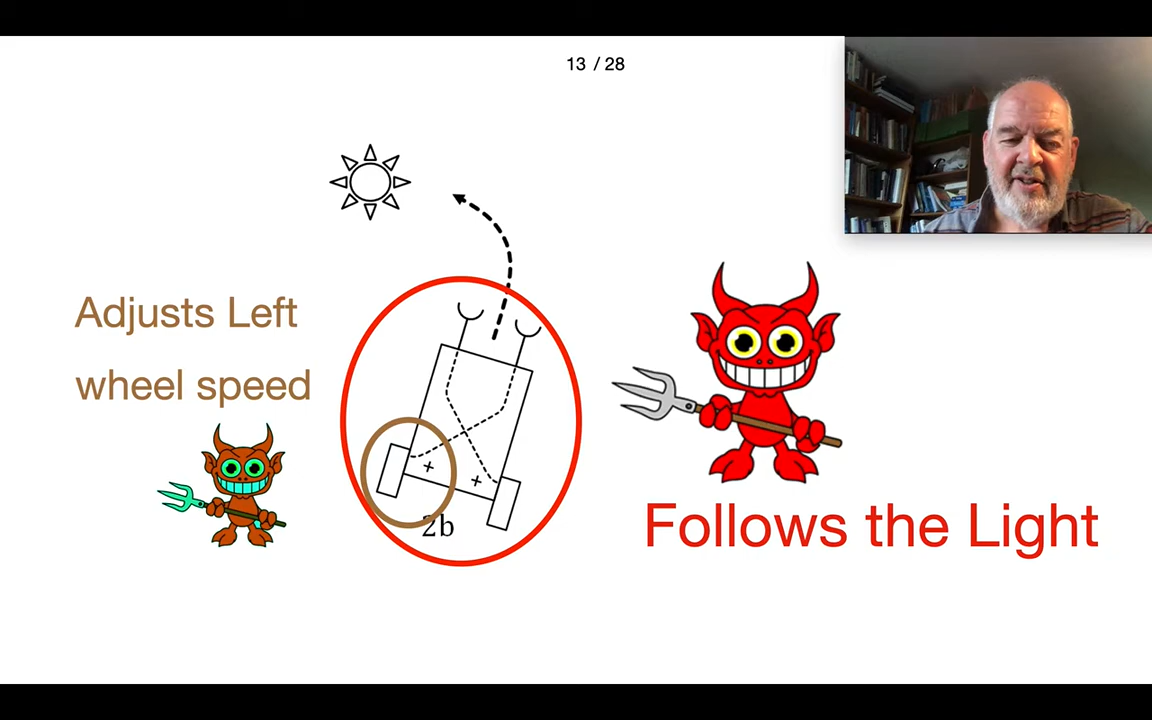 13 / 28
Adjusts Left
wheel speed
+
+
2b
Follows the Light